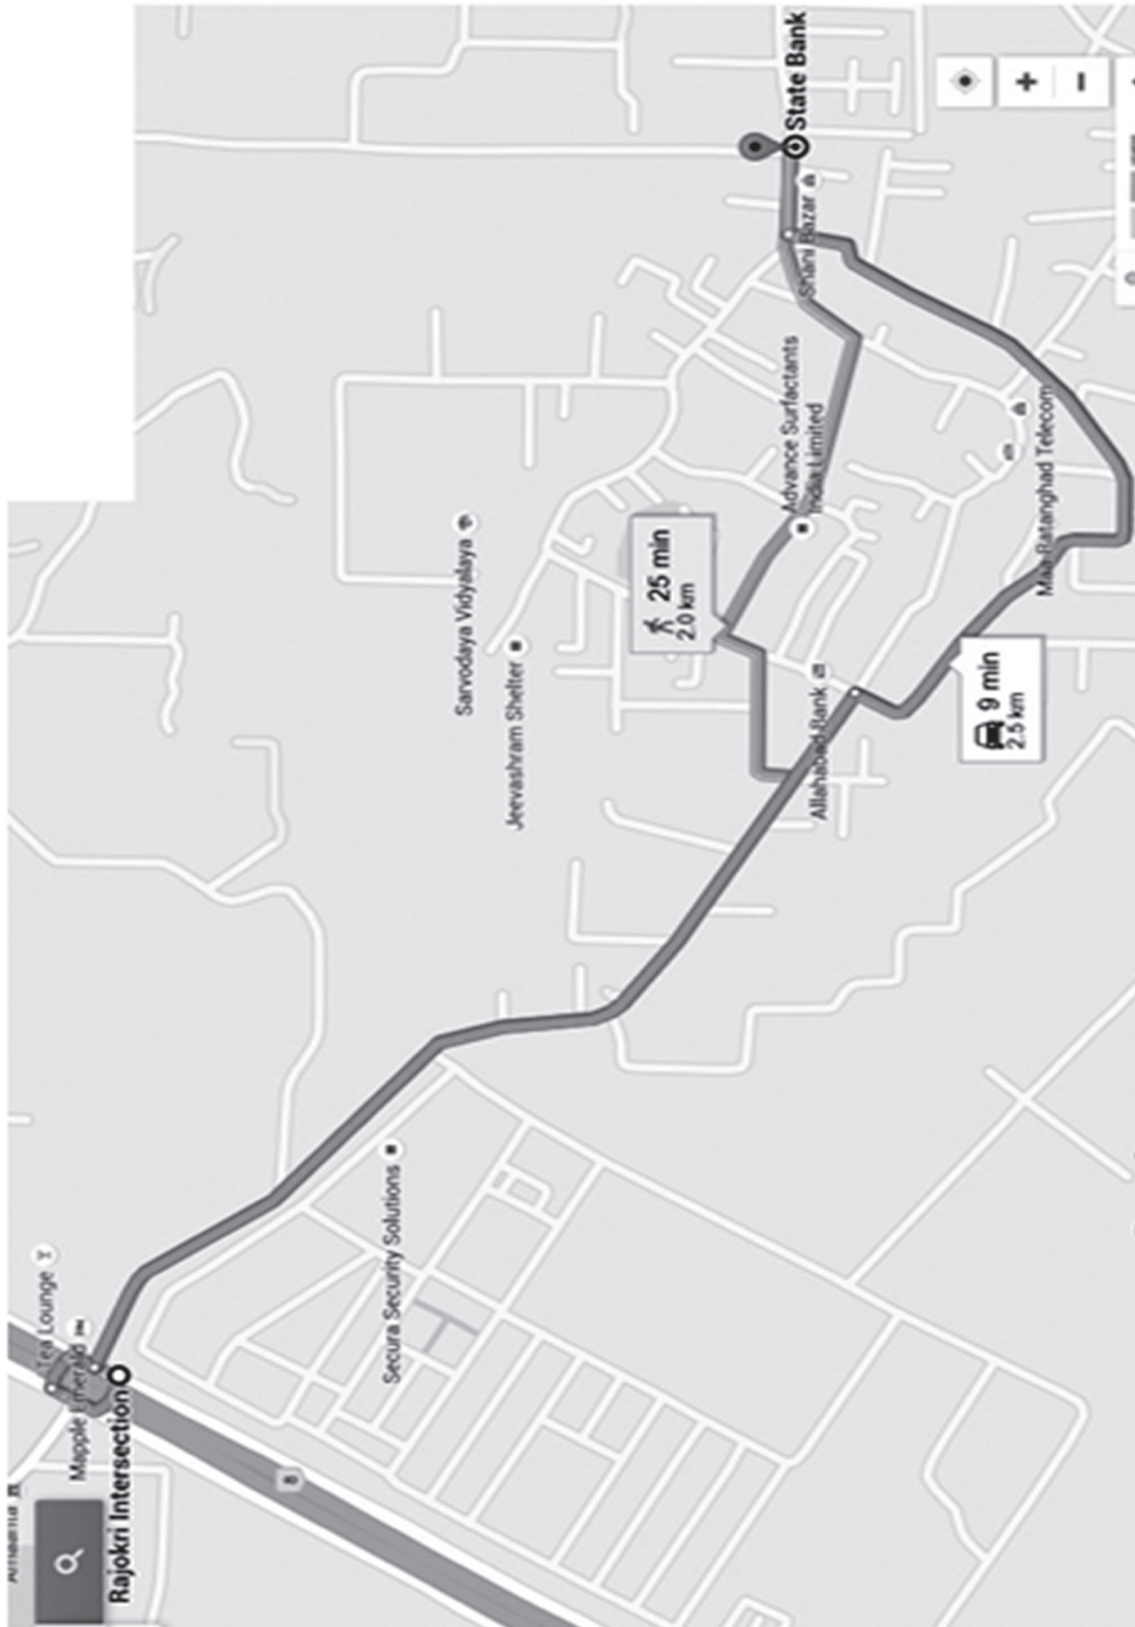 Tea Lounge
Mapple Emerald
Rajokri Intersection
8
Secura Security Solutions
Sarvodaya Vidyalaya
Jeevashram Shelter
25 min
2.0 km
Allahabad Bank
9 min
2.5 km
Advance Surfactants
India Limited
Maa Ratanghad Telecom
Shani Bazar
State Bank
+
−